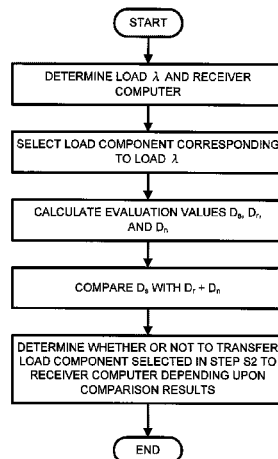 START
DETERMINE LOAD λ AND RECEIVER
COMPUTER
SELECT LOAD COMPONENT CORRESPONDING
TO LOAD λ
CALCULATE EVALUATION VALUES Ds, Dr,
AND Dn
COMPARE Ds WITH Dr + Dn
DETERMINE WHETHER OR NOT TO TRANSFER
LOAD COMPONENT SELECTED IN STEP S2 TO
RECEIVER COMPUTER DEPENDING UPON
COMPARISON RESULTS
END